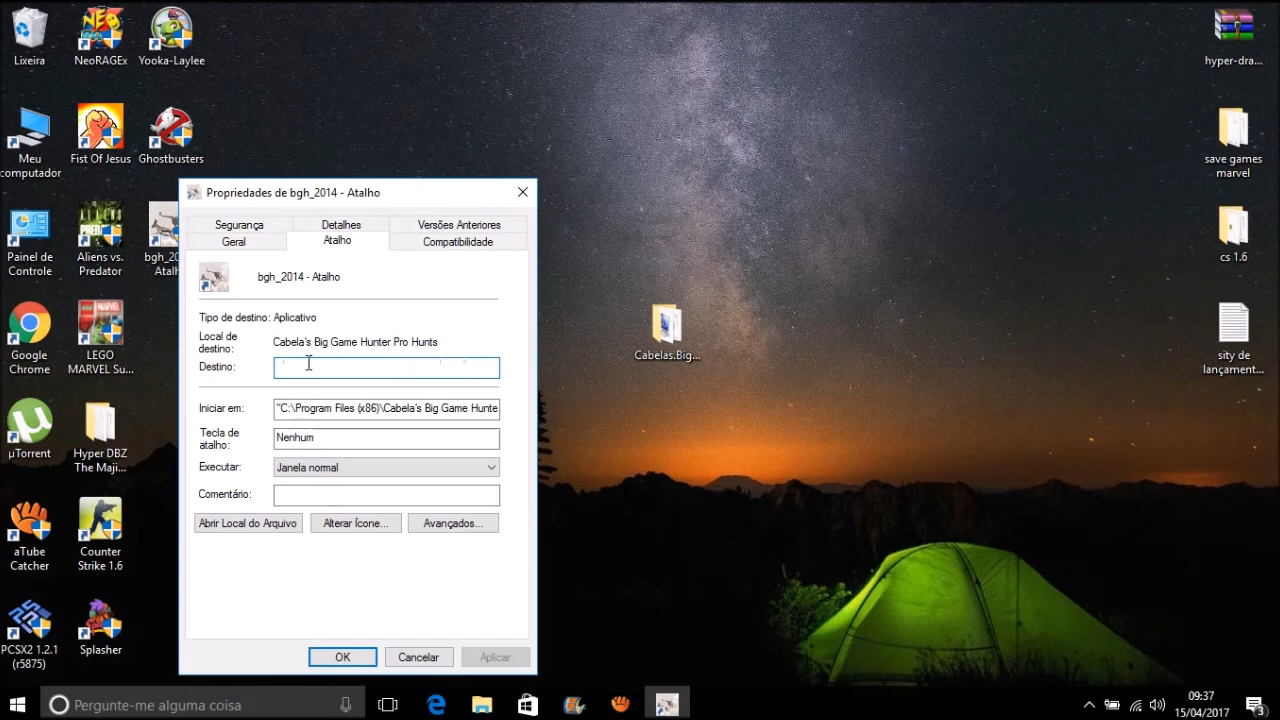 Lixeira
NeoRAGEx
Yooka-Laylee
hyper-dra...
Meu
computador
Fist Of Jesus
Ghostbusters
save games
marvel
Propriedades de bgh_2014 - Atalho
Segurança
Detalhes
Versões Anteriores
Geral
Atalho
Compatibilidade
Painel de
Controle
Aliens vs.
Predator
bgh_20
Atalh
cs 1.6
bgh_2014 - Atalho
Tipo de destino: Aplicativo
Local de
destino:
Cabela's Big Game Hunter Pro Hunts
Destino:
Iniciar em:
"C:\Program Files (x86)\Cabela's Big Game Hunte
Tecla de
atalho:
Nenhum
Executar:
Janela normal
Comentário:
Abrir Local do Arquivo
Alterar Ícone...
Avançados...
OK
Cancelar
Aplicar
Google
Chrome
LEGO
MARVEL Su...
Cabelas.Big...
sity de
lançament...
µTorrent
Hyper DBZ
The Maji...
aTube
Catcher
Counter
Strike 1.6
PCSX2 1.2.1
(r5875)
Splasher
Pergunte-me alguma coisa
09:37
15/04/2017
3